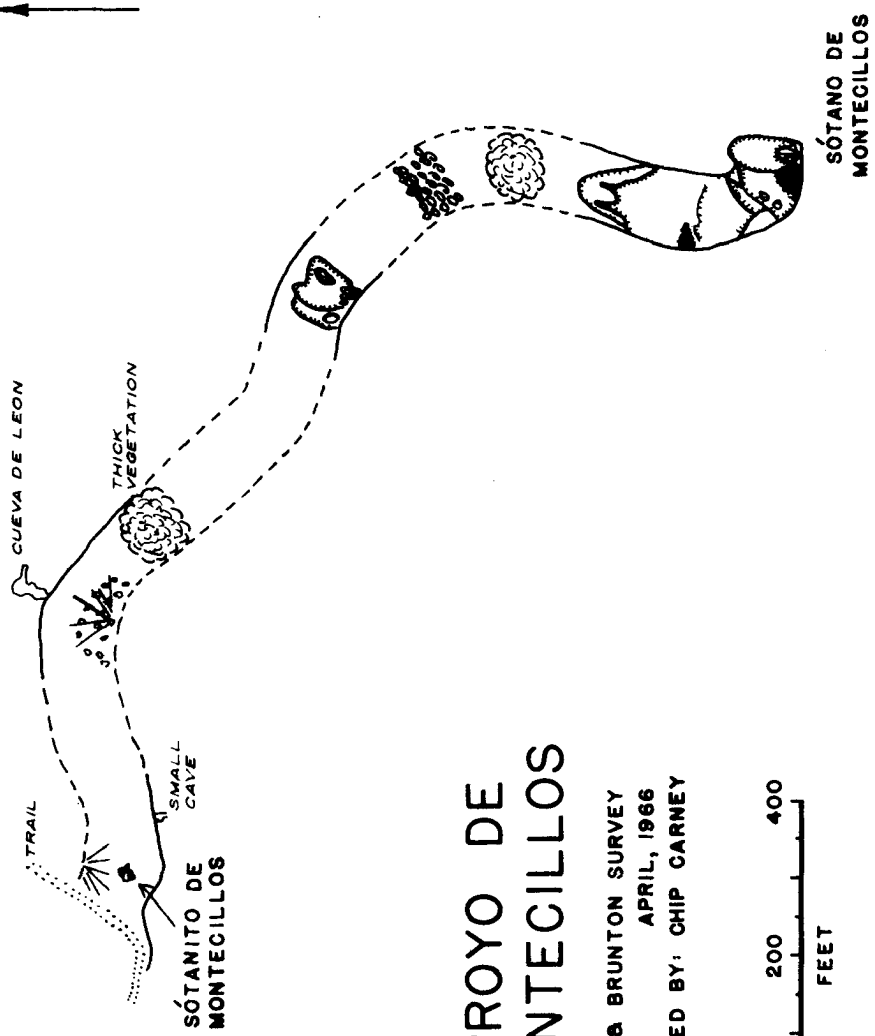 CUEVA DE LEON
TRAIL
THICK
VEGETATION
SMALL
CAVE
SÓTANITO DE
MONTECILLOS
SÓTANO DE
MONTECILLOS
ROYO DE
NTECILLOS
& BRUNTON SURVEY
APRIL, 1966
ED BY: CHIP CARNEY
200 400
FEET